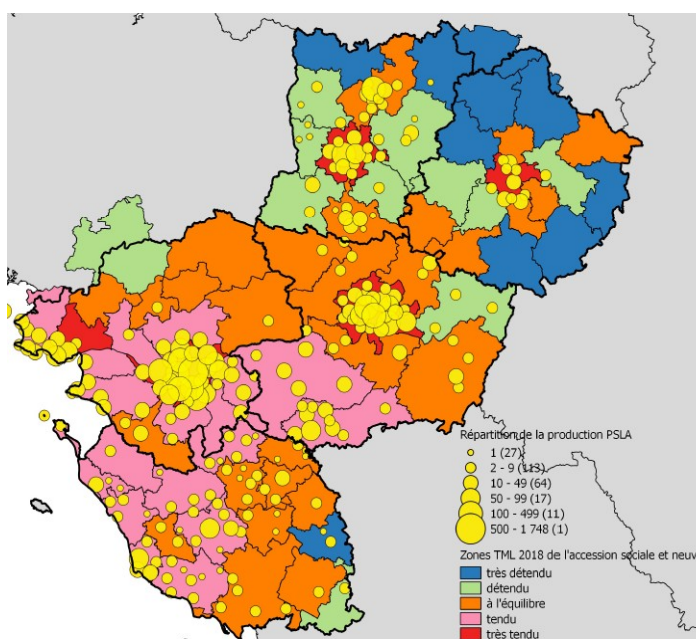 Répartition de la production PSLA
1 (27)
2 - 9 (113)
10 - 49 (64)
50 - 99 (17)
100 - 499 (11)
500 - 1 748 (1)
Zones TML 2018 de l'accession sociale et neuv
très détendu
détendu
à l'équilibre
tendu
très tendu